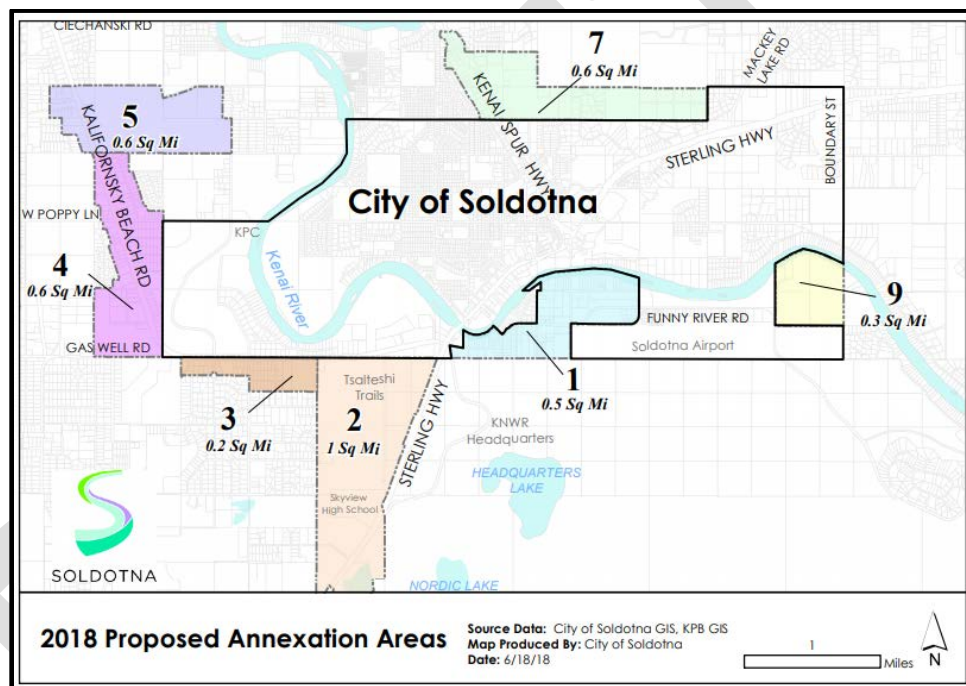 CIECHANSKI RD
7
0.6 Sq Mi
MACKEY
LAKE RD
KENAI SPUR HWY
5
0.6 Sq Mi
KALIFORNSKY BEACH RD
STERLING HWY
BOUNDARY ST
City of Soldotna
W POPPY LN
KPC
Kenai River
4
0.6 Sq Mi
9
0.3 Sq Mi
FUNNY RIVER RD
GAS WELL RD
Soldotna Airport
Tsalteshi
Trails
1
0.5 Sq Mi
3
0.2 Sq Mi
2
1 Sq Mi
STERLING HWY
KNWR
Headquarters
HEADQUARTERS
LAKE
Skyview
High School
SOLDOTNA
NORDIC LAKE
2018 Proposed Annexation Areas
Source Data: City of Soldotna GIS, KPB GIS
Map Produced By: City of Soldotna
Date: 6/18/18
1
Miles
N